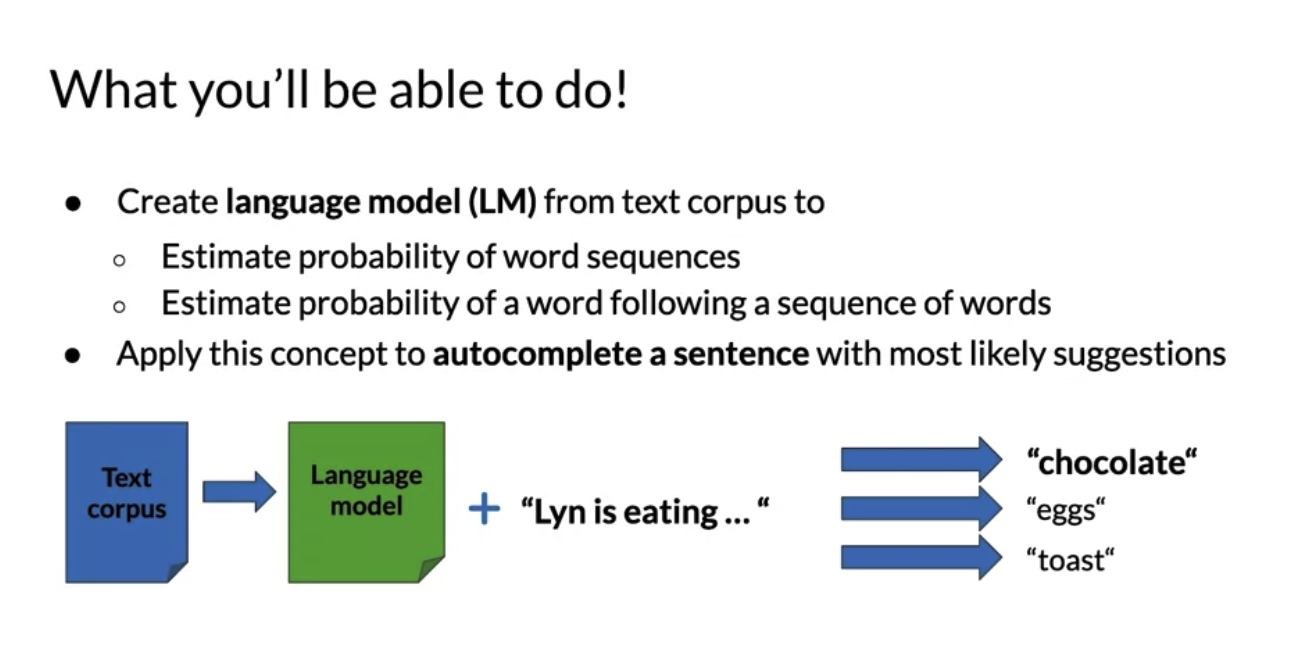 What you’ll be able to do!
● Create language model (LM) from text corpus to
○ Estimate probability of word sequences
○ Estimate probability of a word following a sequence of words
● Apply this concept to autocomplete a sentence with most likely suggestions
Text
corpus
Language
model
+ “Lyn is eating ... “
“chocolate“
“eggs“
“toast“